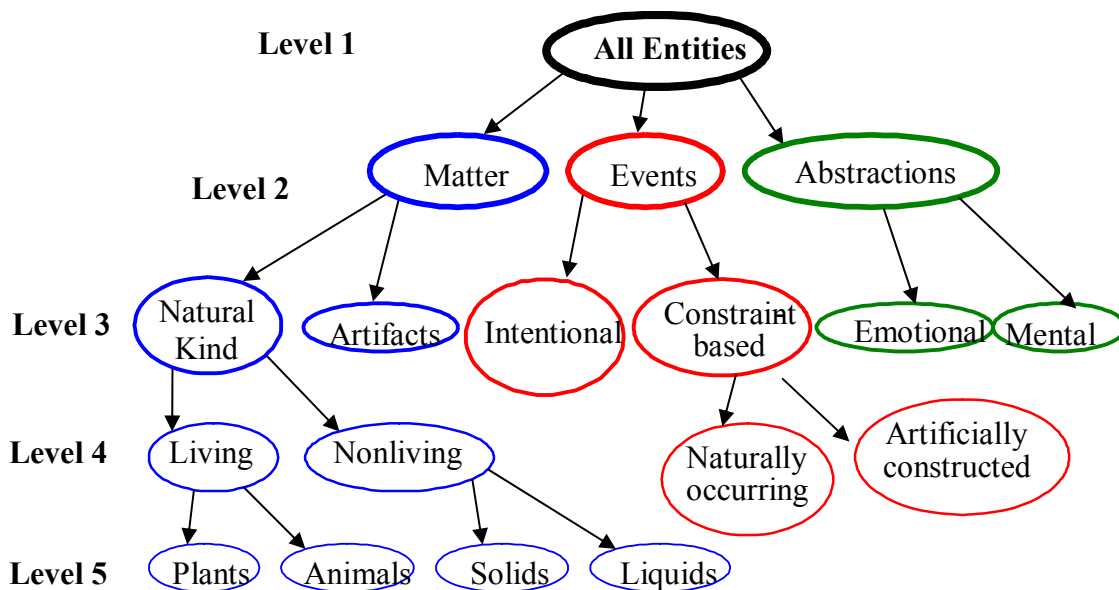 Level 1
All Entities
Level 2
Matter
Events
Abstractions
Level 3
Natural
Kind
Artifacts
Intentional
Constraint-
based
Emotional
Mental
Level 4
Living
Nonliving
Naturally
occurring
Artificially
constructed
Level 5
Plants
Animals
Solids
Liquids